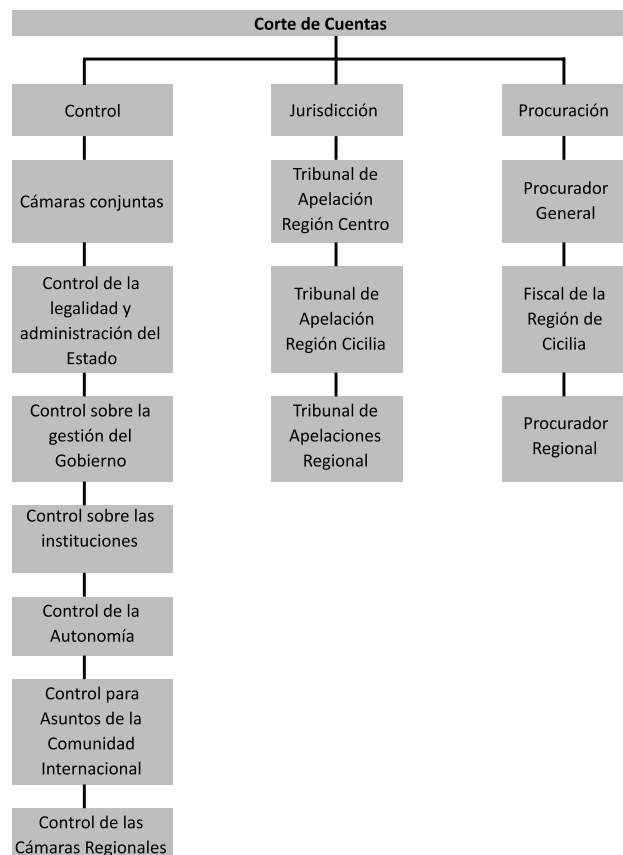 Corte de Cuentas
Control
Cámaras conjuntas
Control de la
legalidad y
administración del
Estado
Control sobre la
gestión del
Gobierno
Control sobre las
instituciones
Control de la
Autonomía
Control para
Asuntos de la
Comunidad
Internacional
Control de las
Cámaras Regionales
Jurisdicción
Tribunal de
Apelación
Región Centro
Tribunal de
Apelación
Región Cicilia
Tribunal de
Apelaciones
Regional
Procuración
Procurador
General
Fiscal de la
Región de
Cicilia
Procurador
Regional